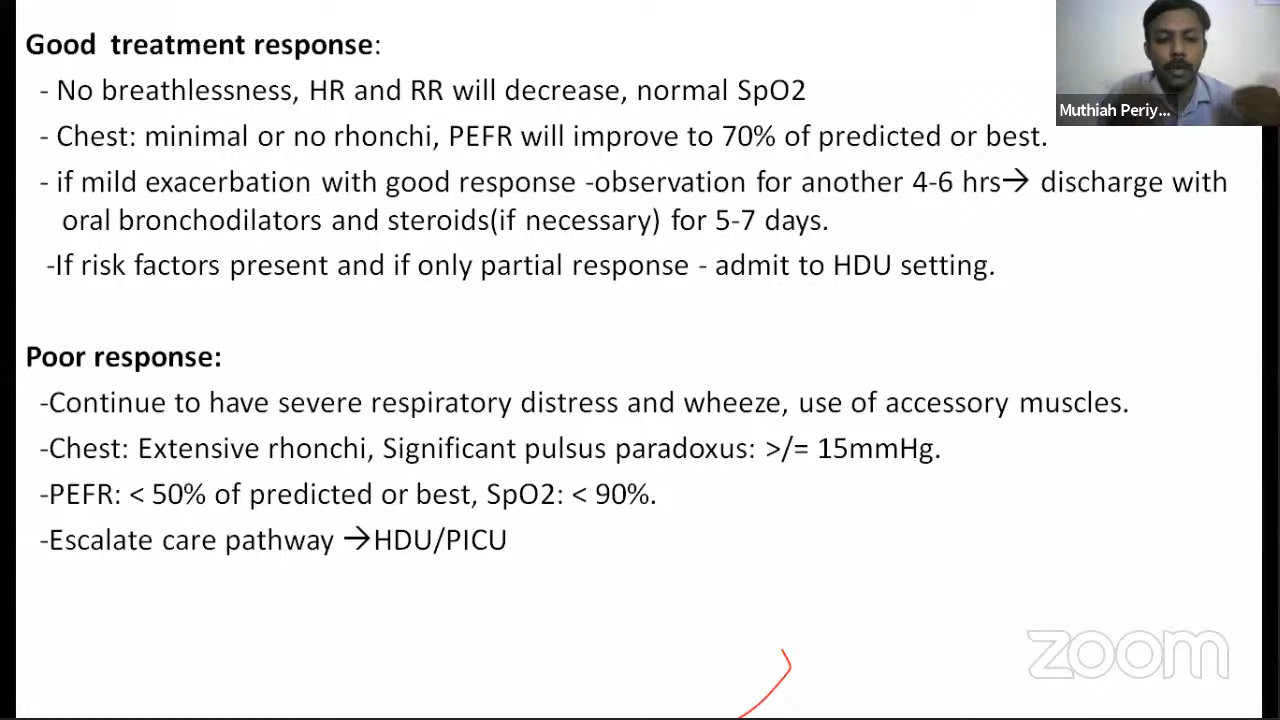 Good treatment response:
- No breathlessness, HR and RR will decrease, normal SpO2
- Chest: minimal or no rhonchi, PEFR will improve to 70% of predicted or best.
- if mild exacerbation with good response -observation for another 4-6 hrs→ discharge with
oral bronchodilators and steroids(if necessary) for 5-7 days.
-If risk factors present and if only partial response - admit to HDU setting.
Poor response:
-Continue to have severe respiratory distress and wheeze, use of accessory muscles.
-Chest: Extensive rhonchi, Significant pulsus paradoxus: >/= 15mmHg.
-PEFR: < 50% of predicted or best, SpO2: < 90%.
-Escalate care pathway →HDU/PICU
Muthiah Periy...
zoom